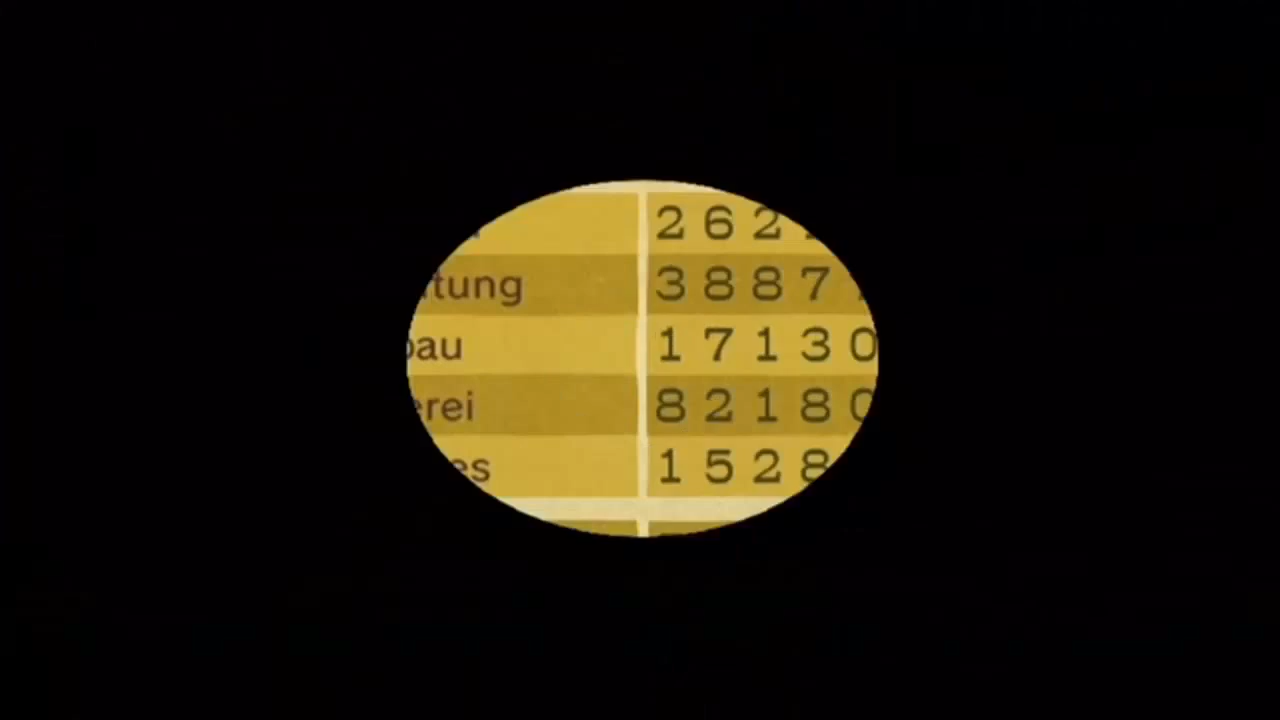 2 6 2
tung 3 8 8 7
bau 1 7 1 3 0
erei 8 2 1 8 0
es 1 5 2 8